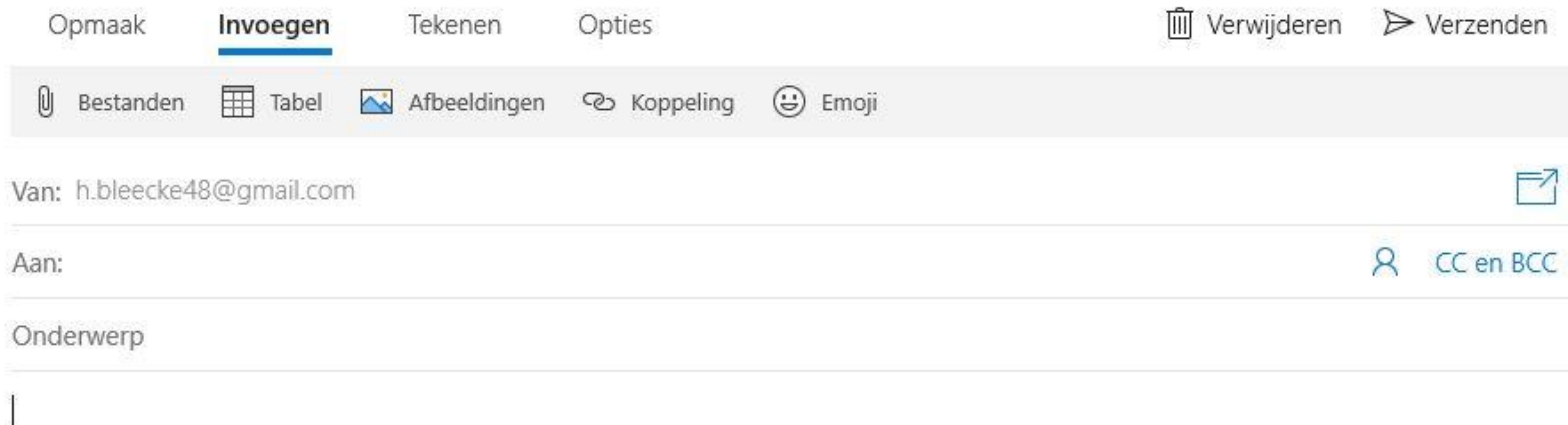 Opmaak Invoegen Tekenen Opties Verwijderen Verzenden
Bestanden Tabel Afbeeldingen Koppeling Emoji
Van: h.bleecke48@gmail.com
Aan: CC en BCC
Onderwerp